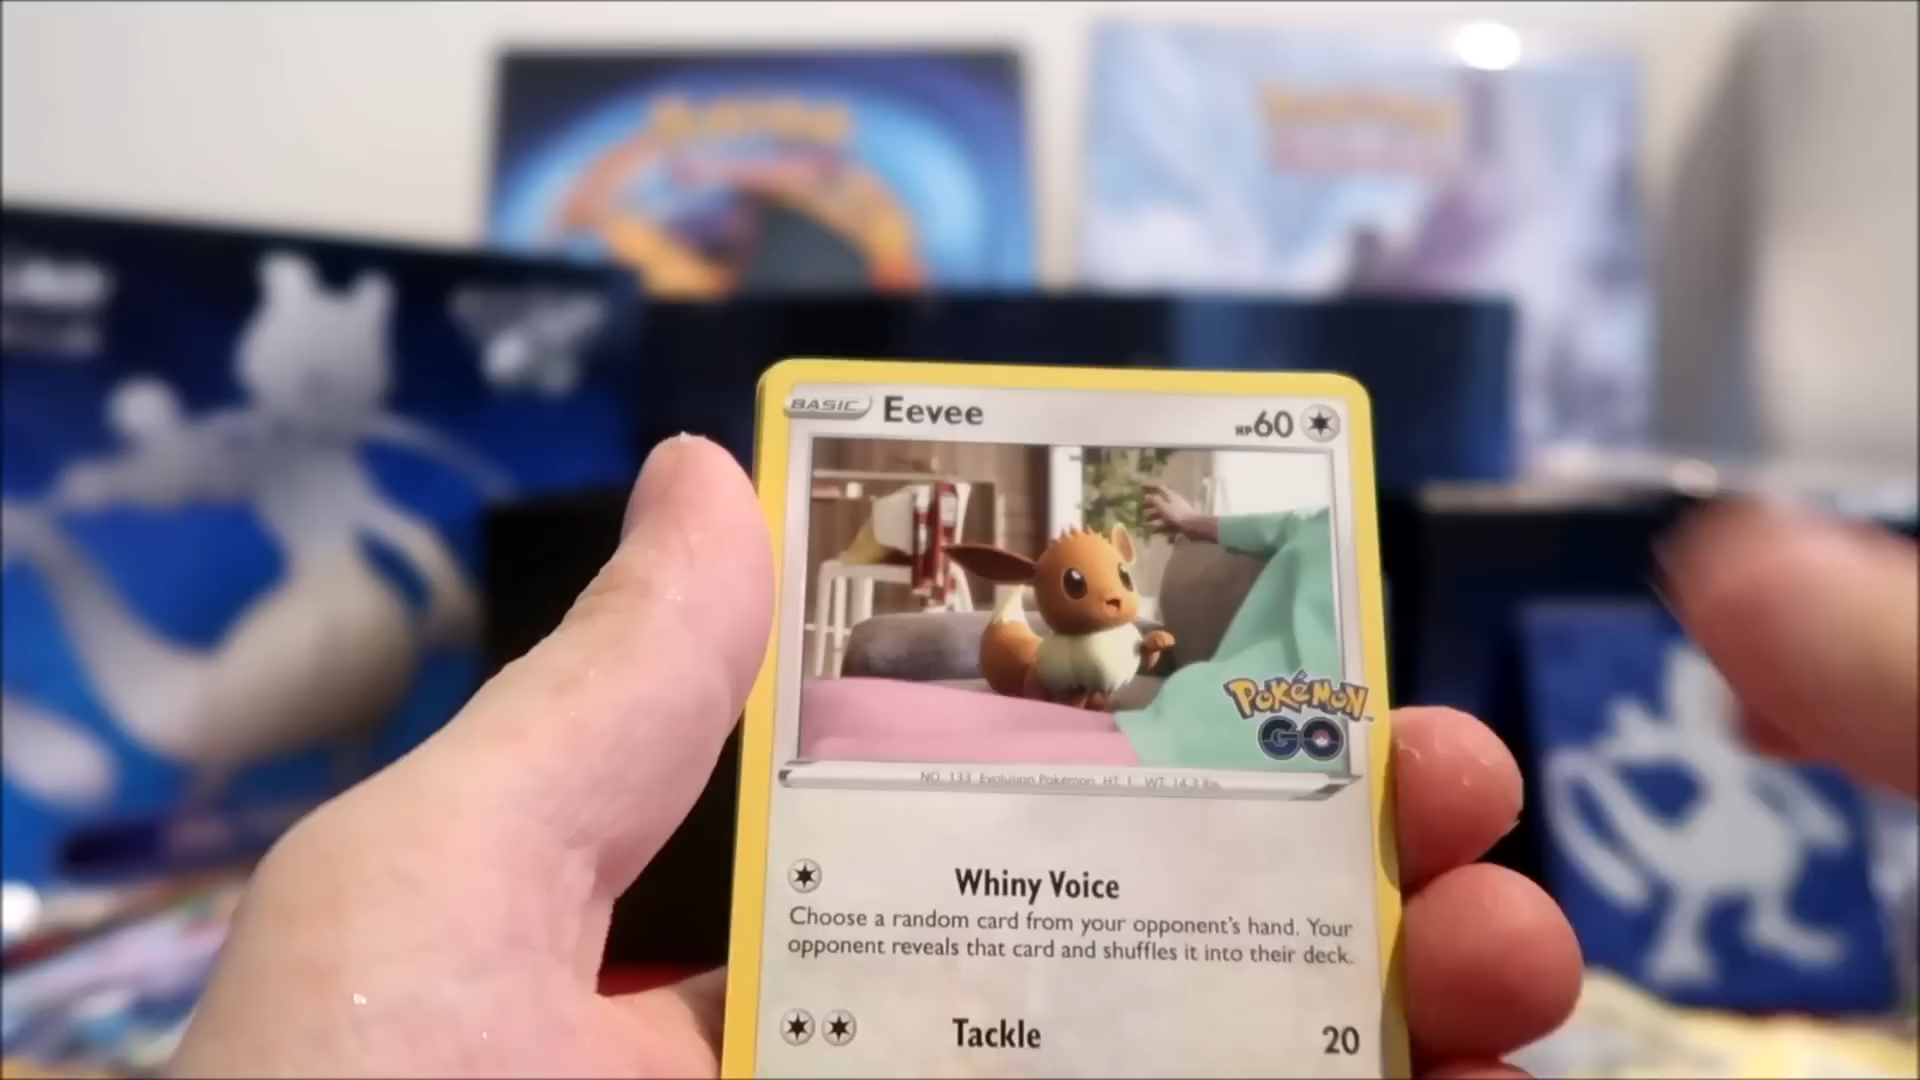 BASIC Eevee HP60
POKéMON
GO
NO. 133 Evolution Pokémon HT: 1' WT: 14.3 lbs.
Whiny Voice
Choose a random card from your opponent's hand. Your
opponent reveals that card and shuffles it into their deck.
Tackle 20